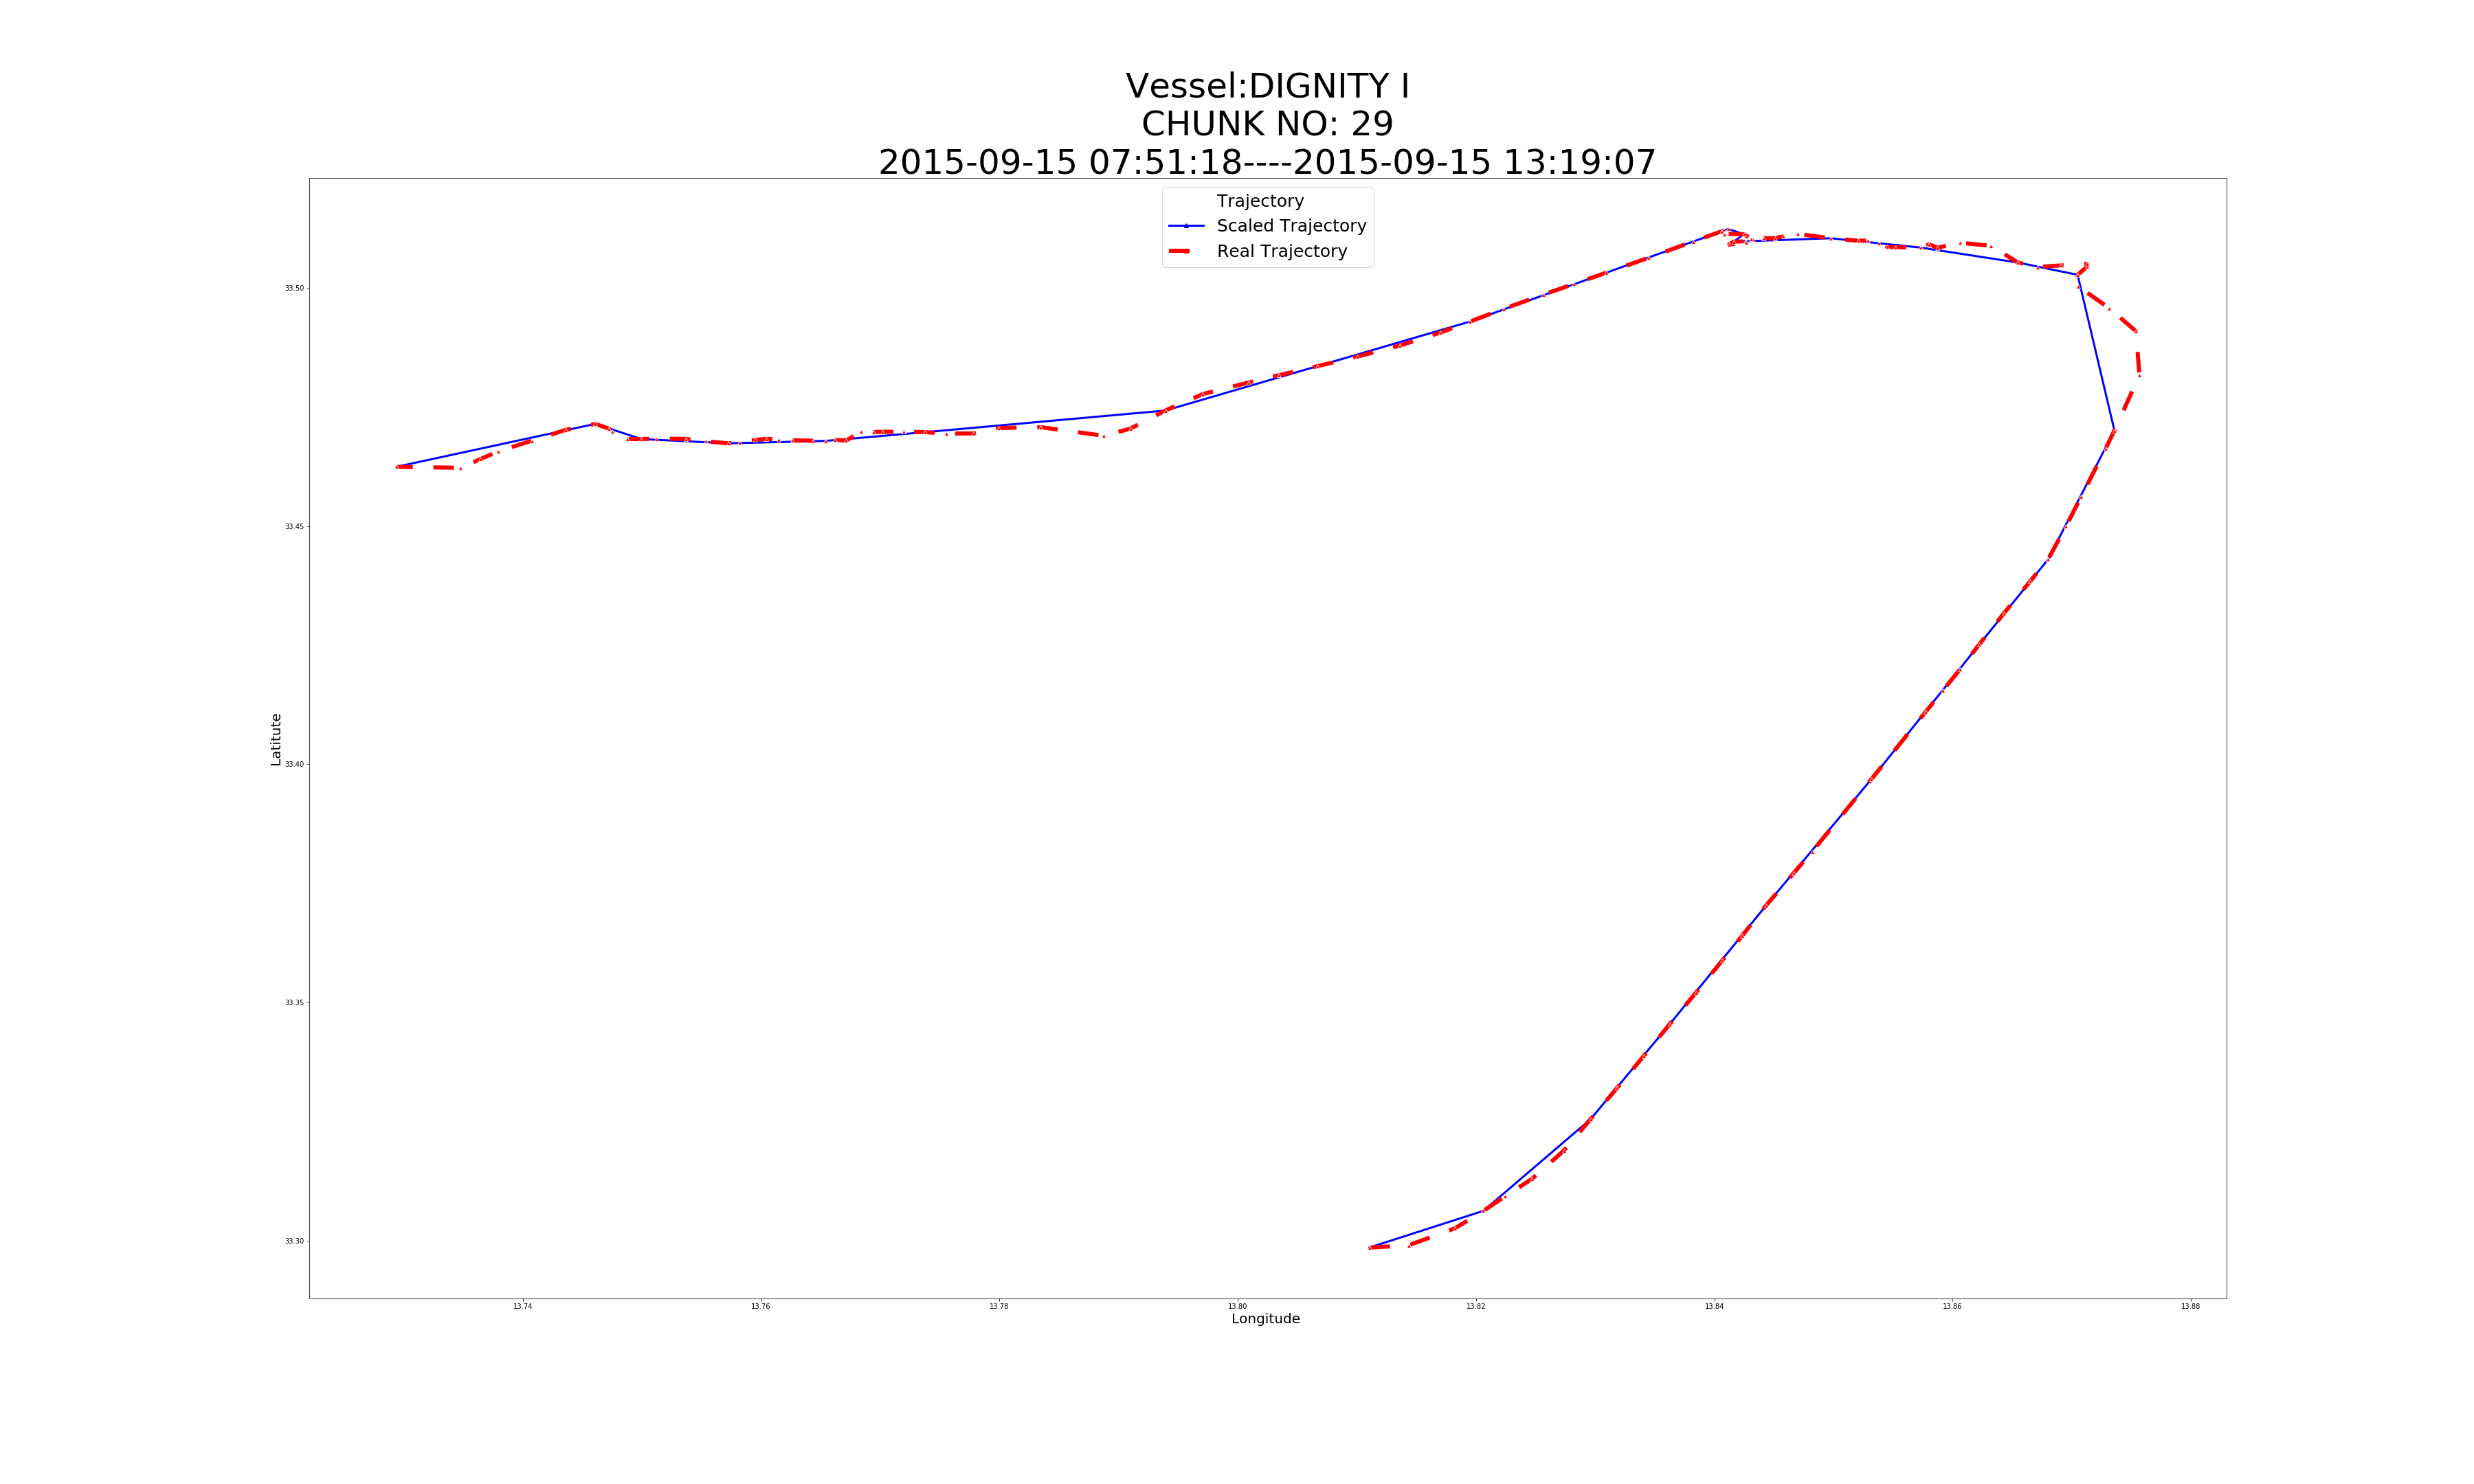 Vessel:DIGNITY I
CHUNK NO: 29
2015-09-15 07:51:18----2015-09-15 13:19:07
Trajectory
Scaled Trajectory
Real Trajectory
33.50
33.45
33.40
33.35
33.30
Latitute
13.74 13.76 13.78 13.80 13.82 13.84 13.86 13.88
Longitude